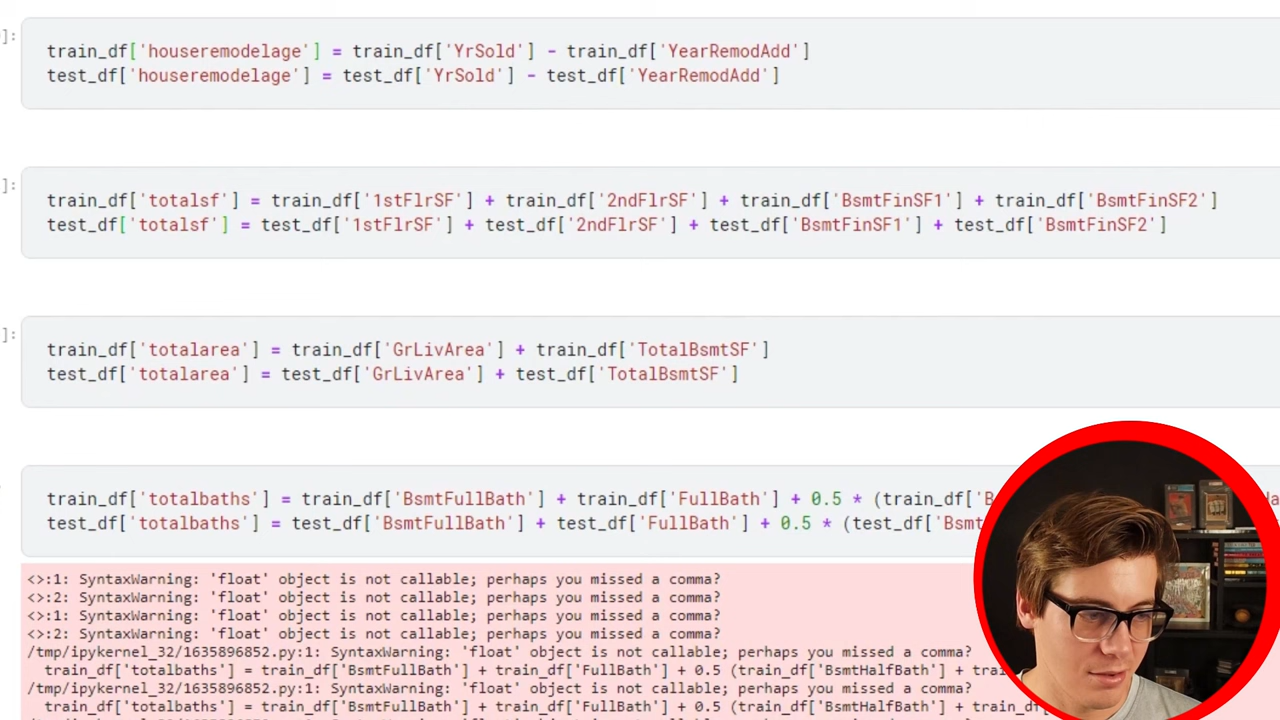 ]:
train_df['houseremodelage'] = train_df['YrSold'] - train_df['YearRemodAdd']
test_df['houseremodelage'] = test_df['YrSold'] - test_df['YearRemodAdd']
]:
train_df['totalsf'] = train_df['1stFlrSF'] + train_df['2ndFlrSF'] + train_df['BsmtFinSF1'] + train_df['BsmtFinSF2']
test_df['totalsf'] = test_df['1stFlrSF'] + test_df['2ndFlrSF'] + test_df['BsmtFinSF1'] + test_df['BsmtFinSF2']
]:
train_df['totalarea'] = train_df['GrLivArea'] + train_df['TotalBsmtSF']
test_df['totalarea'] = test_df['GrLivArea'] + test_df['TotalBsmtSF']
train_df['totalbaths'] = train_df['BsmtFullBath'] + train_df['FullBath'] + 0.5 * (train_df['B
test_df['totalbaths'] = test_df['BsmtFullBath'] + test_df['FullBath'] + 0.5 * (test_df['Bsmt
<>:1: SyntaxWarning: 'float' object is not callable; perhaps you missed a comma?
<>:2: SyntaxWarning: 'float' object is not callable; perhaps you missed a comma?
<>:1: SyntaxWarning: 'float' object is not callable; perhaps you missed a comma?
<>:2: SyntaxWarning: 'float' object is not callable; perhaps you missed a comma?
/tmp/ipykernel_32/1635896852.py:1: SyntaxWarning: 'float' object is not callable; perhaps you missed a comma?
train_df['totalbaths'] = train_df['BsmtFullBath'] + train_df['FullBath'] + 0.5 (train_df['BsmtHalfBath'] +
/tmp/ipykernel_32/1635896852.py:1: SyntaxWarning: 'float' object is not callable; perhaps you missed a comma?
train_df['totalbaths'] = train_df['BsmtFullBath'] + train_df['FullBath'] + 0.5 (train_df['BsmtHalfBath'] +